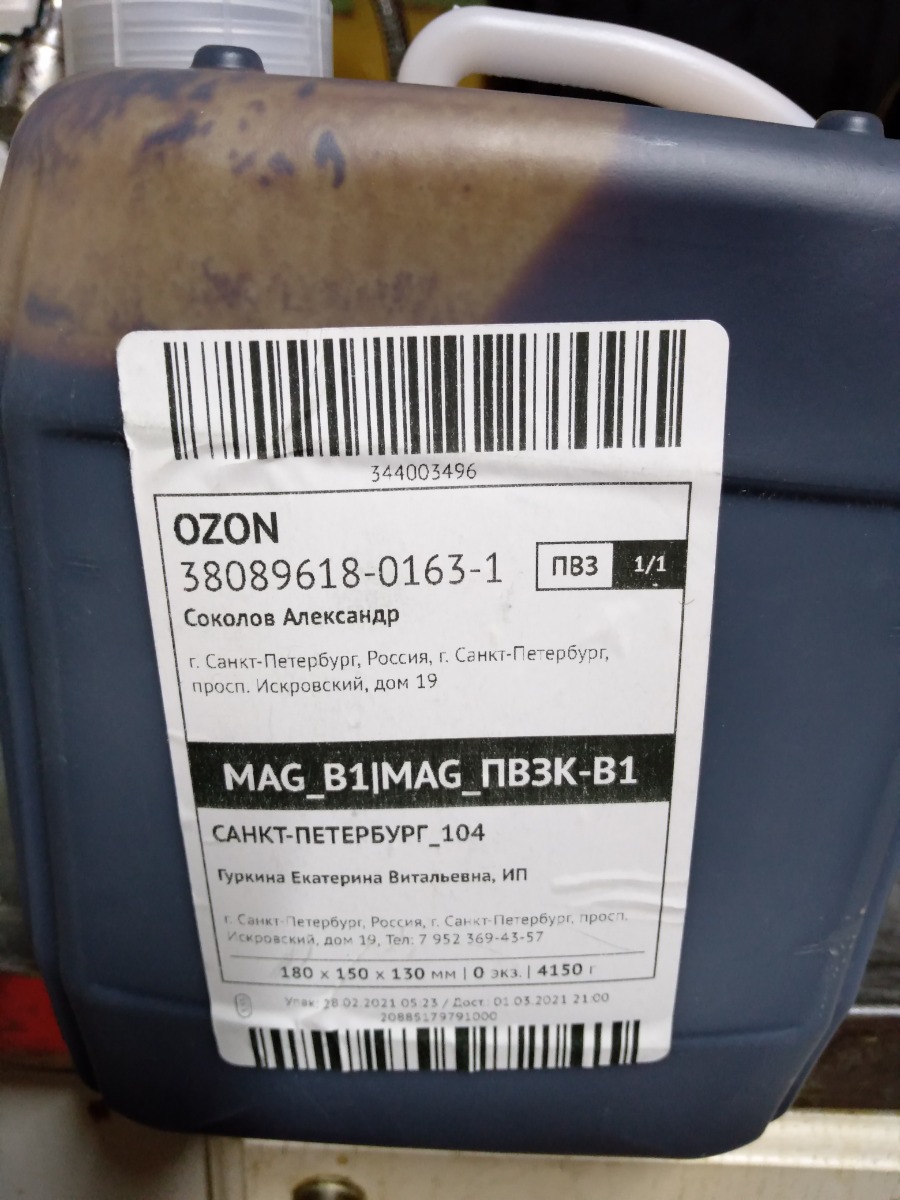 344003496
OZON
38089618-0163-1
ПВЗ 1/1
Соколов Александр
г. Санкт-Петербург, Россия, г. Санкт-Петербург,
просп. Искровский, дом 19
MAG_В1|MAG_ПВЗК-В1
САНКТ-ПЕТЕРБУРГ_104
Гуркина Екатерина Витальевна, ИП
г. Санкт-Петербург, Россия, г. Санкт-Петербург, просп.
Искровский, дом 19, Тел: 7 952 369-43-57
180 x 150 x 130 мм | 0 экз. | 4150 г
Упак: 28.02.2021 05:23 / Дост.: 01.03.2021 21:00
20885179791000